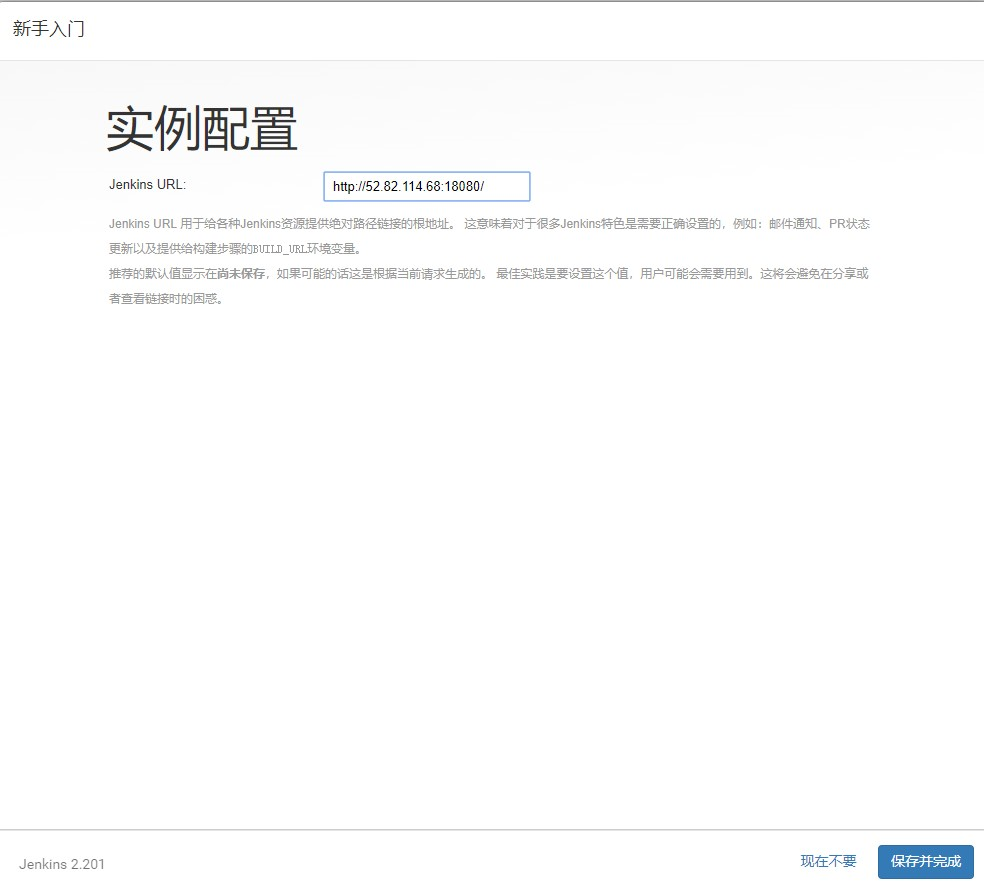 新手入门
实例配置
Jenkins URL:
http://52.82.114.68:18080/
Jenkins URL 用于给各种Jenkins资源提供绝对路径链接的根地址。 这意味着对于很多Jenkins特色是需要正确设置的，例如：邮件通知、PR状态
更新以及提供给构建步骤的BUILD_URL环境变量。
推荐的默认值显示在尚未保存，如果可能的话这是根据当前请求生成的。 最佳实践是要设置这个值，用户可能会需要用到。这将会避免在分享或
者查看链接时的困惑。
Jenkins 2.201
现在不要
保存并完成